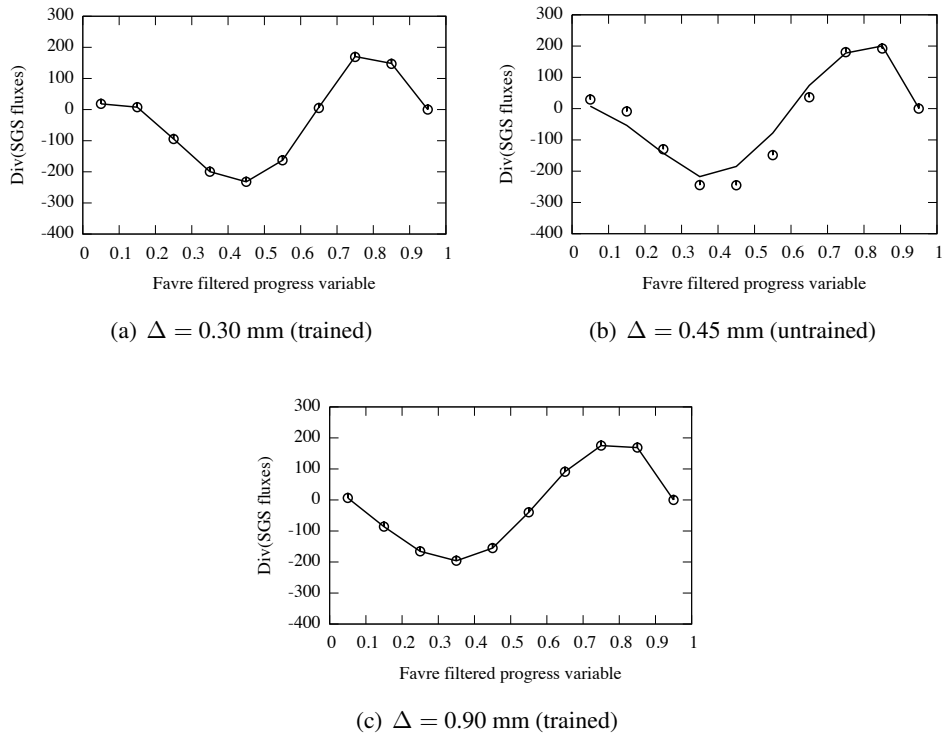 300
200
100
0
-100
-200
-300
-400
Div(SGS fluxes)
0 0.1 0.2 0.3 0.4 0.5 0.6 0.7 0.8 0.9 1
Favre filtered progress variable
(a) Δ = 0.30 mm (trained)
300
200
100
0
-100
-200
-300
-400
Div(SGS fluxes)
0 0.1 0.2 0.3 0.4 0.5 0.6 0.7 0.8 0.9 1
Favre filtered progress variable
(b) Δ = 0.45 mm (untrained)
300
200
100
0
-100
-200
-300
-400
Div(SGS fluxes)
0 0.1 0.2 0.3 0.4 0.5 0.6 0.7 0.8 0.9 1
Favre filtered progress variable
(c) Δ = 0.90 mm (trained)